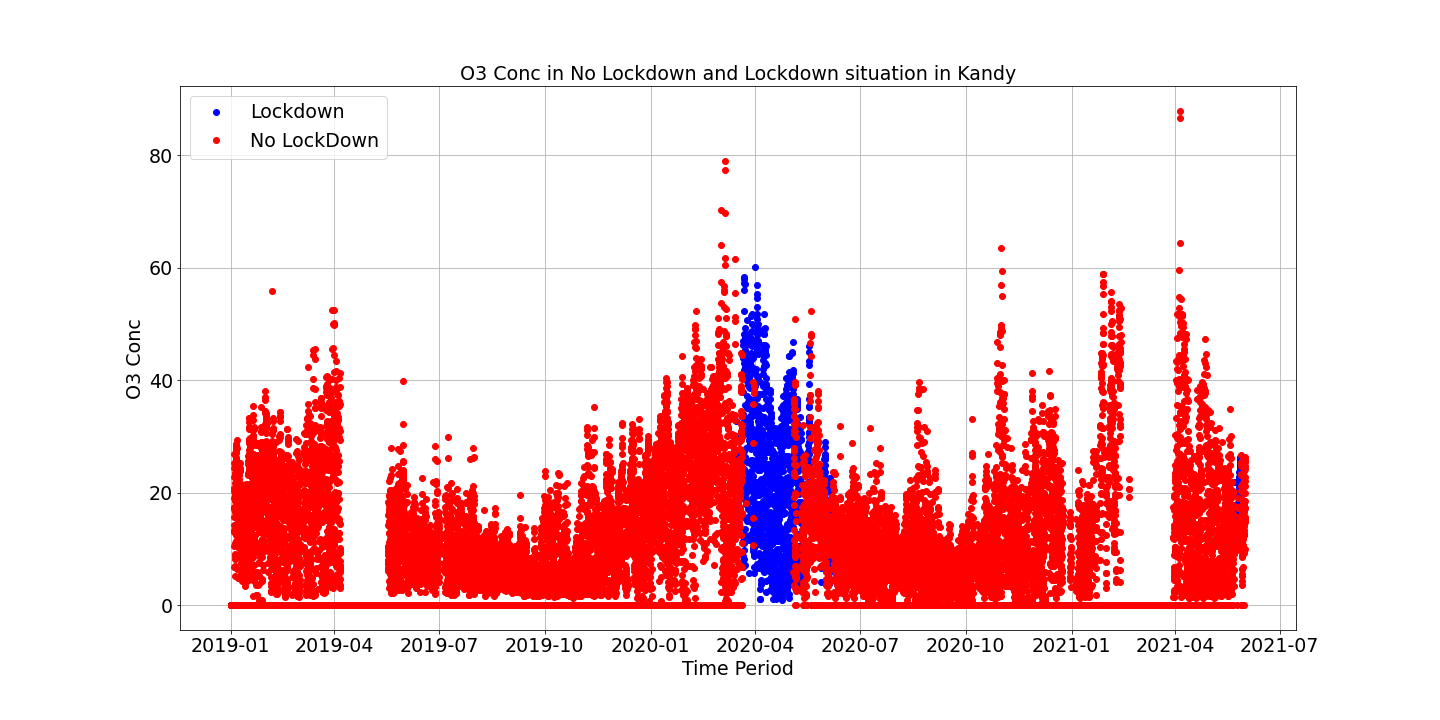 O3 Conc in No Lockdown and Lockdown situation in Kandy
Lockdown
No LockDown
O3 Conc
80
60
40
20
0
2019-01 2019-04 2019-07 2019-10 2020-01 2020-04 2020-07 2020-10 2021-01 2021-04 2021-07
Time Period